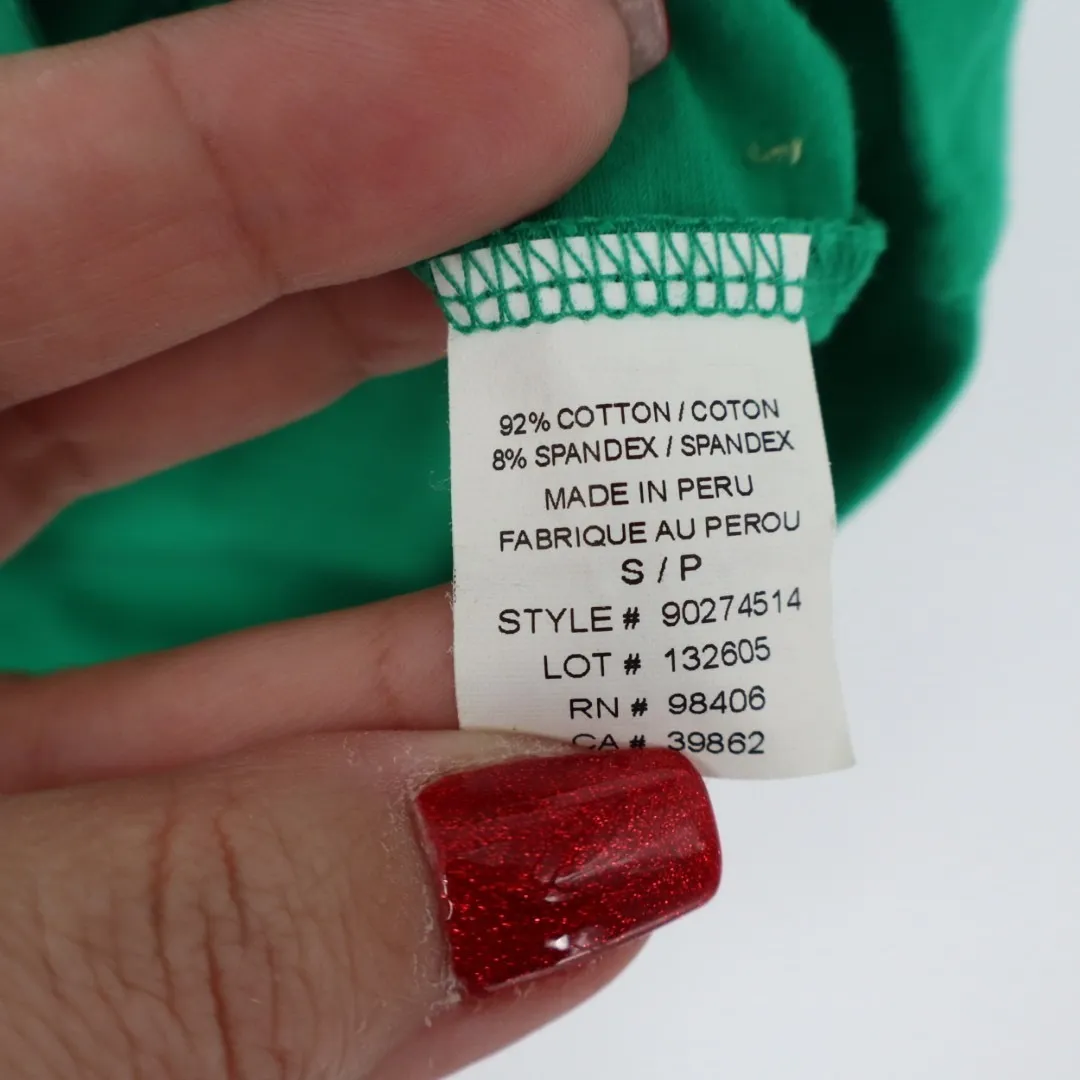 92% COTTON / COTON
8% SPANDEX / SPANDEX
MADE IN PERU
FABRIQUE AU PEROU
S / P
STYLE # 90274514
LOT # 132605
RN # 98406
CA # 39862